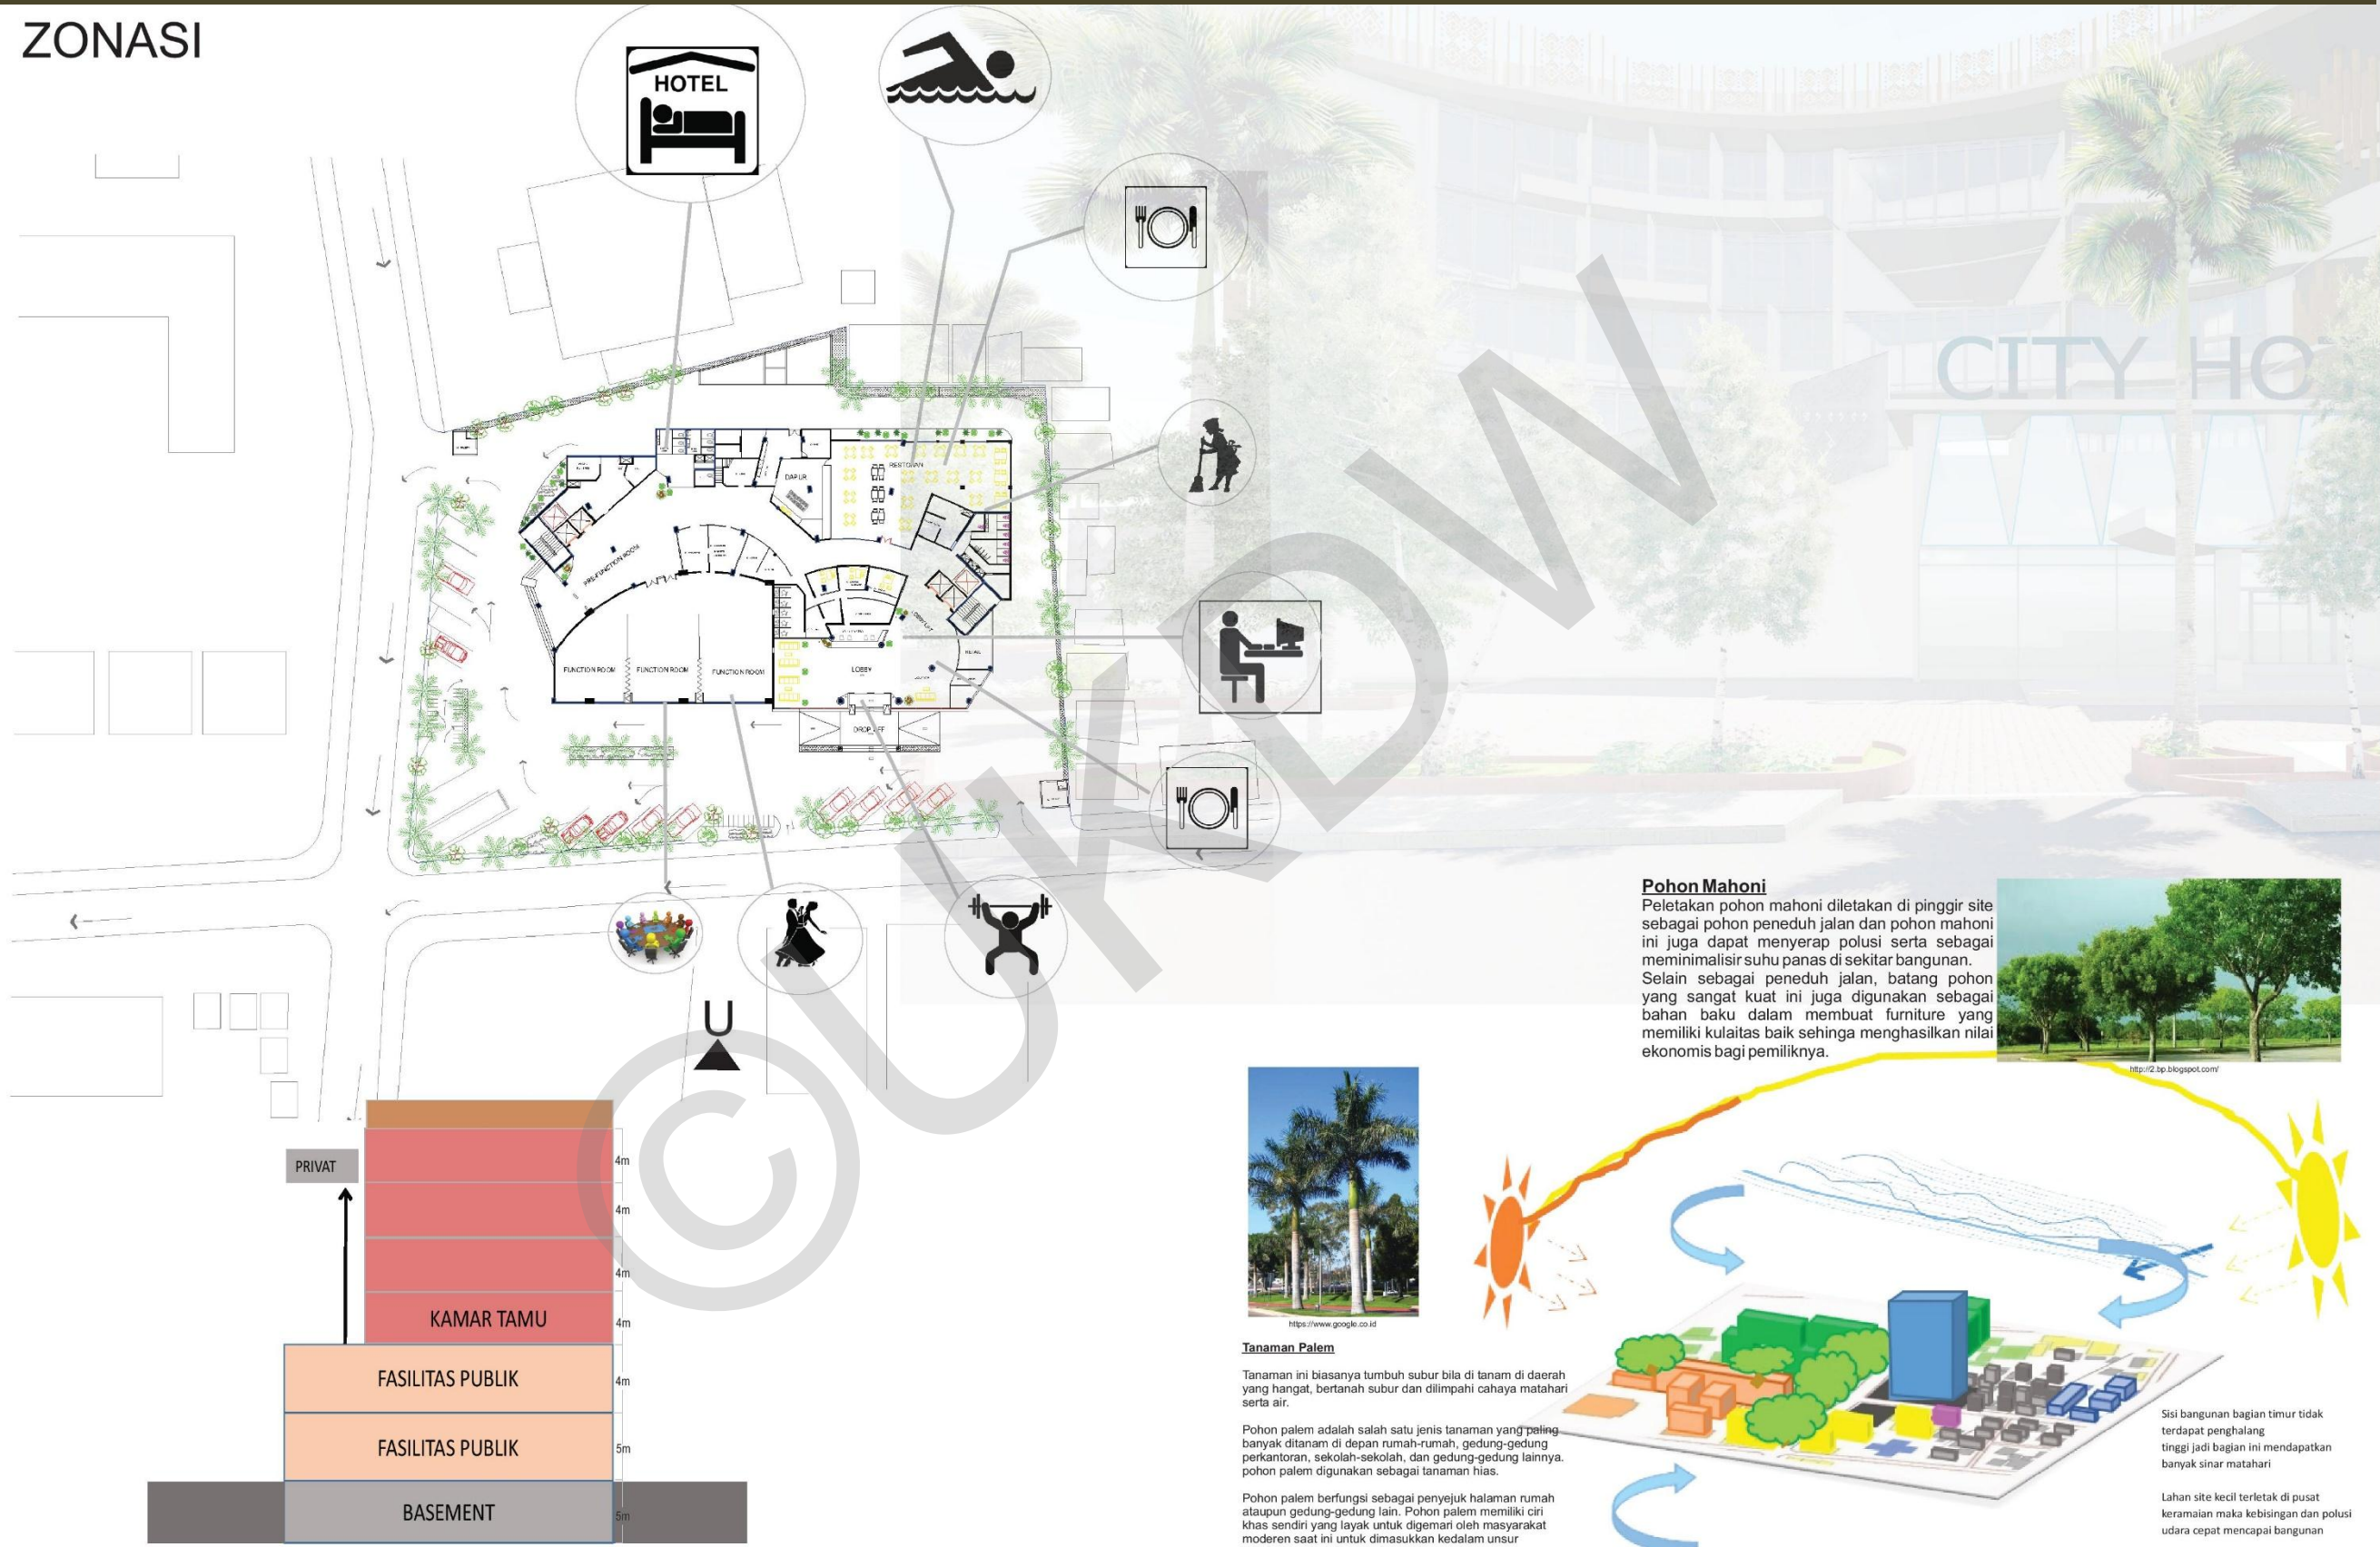 ZONASI
HOTEL
CITY HO
RESTORAN
DAPUR
PRE-FUNCTION ROOM
FUNCTION ROOM
FUNCTION ROOM
FUNCTION ROOM
LOBBY
DROP OFF
©UKDW
U
Pohon Mahoni
Peletakan pohon mahoni diletakan di pinggir site
sebagai pohon peneduh jalan dan pohon mahoni
ini juga dapat menyerap polusi serta sebagai
meminimalisir suhu panas di sekitar bangunan.
Selain sebagai peneduh jalan, batang pohon
yang sangat kuat ini juga digunakan sebagai
bahan baku dalam membuat furniture yang
memiliki kulaitas baik sehinga menghasilkan nilai
ekonomis bagi pemiliknya.
http://2.bp.blogspot.com/
PRIVAT
4m
4m
4m
KAMAR TAMU
4m
FASILITAS PUBLIK
4m
FASILITAS PUBLIK
5m
BASEMENT
5m
https://www.google.co.id
Tanaman Palem
Tanaman ini biasanya tumbuh subur bila di tanam di daerah
yang hangat, bertanah subur dan dilimpahi cahaya matahari
serta air.
Pohon palem adalah salah satu jenis tanaman yang paling
banyak ditanam di depan rumah-rumah, gedung-gedung
perkantoran, sekolah-sekolah, dan gedung-gedung lainnya.
pohon palem digunakan sebagai tanaman hias.
Pohon palem berfungsi sebagai penyejuk halaman rumah
ataupun gedung-gedung lain. Pohon palem memiliki ciri
khas sendiri yang layak untuk digemari oleh masyarakat
moderen saat ini untuk dimasukkan kedalam unsur
Sisi bangunan bagian timur tidak
terdapat penghalang
tinggi jadi bagian ini mendapatkan
banyak sinar matahari
Lahan site kecil terletak di pusat
keramaian maka kebisingan dan polusi
udara cepat mencapai bangunan